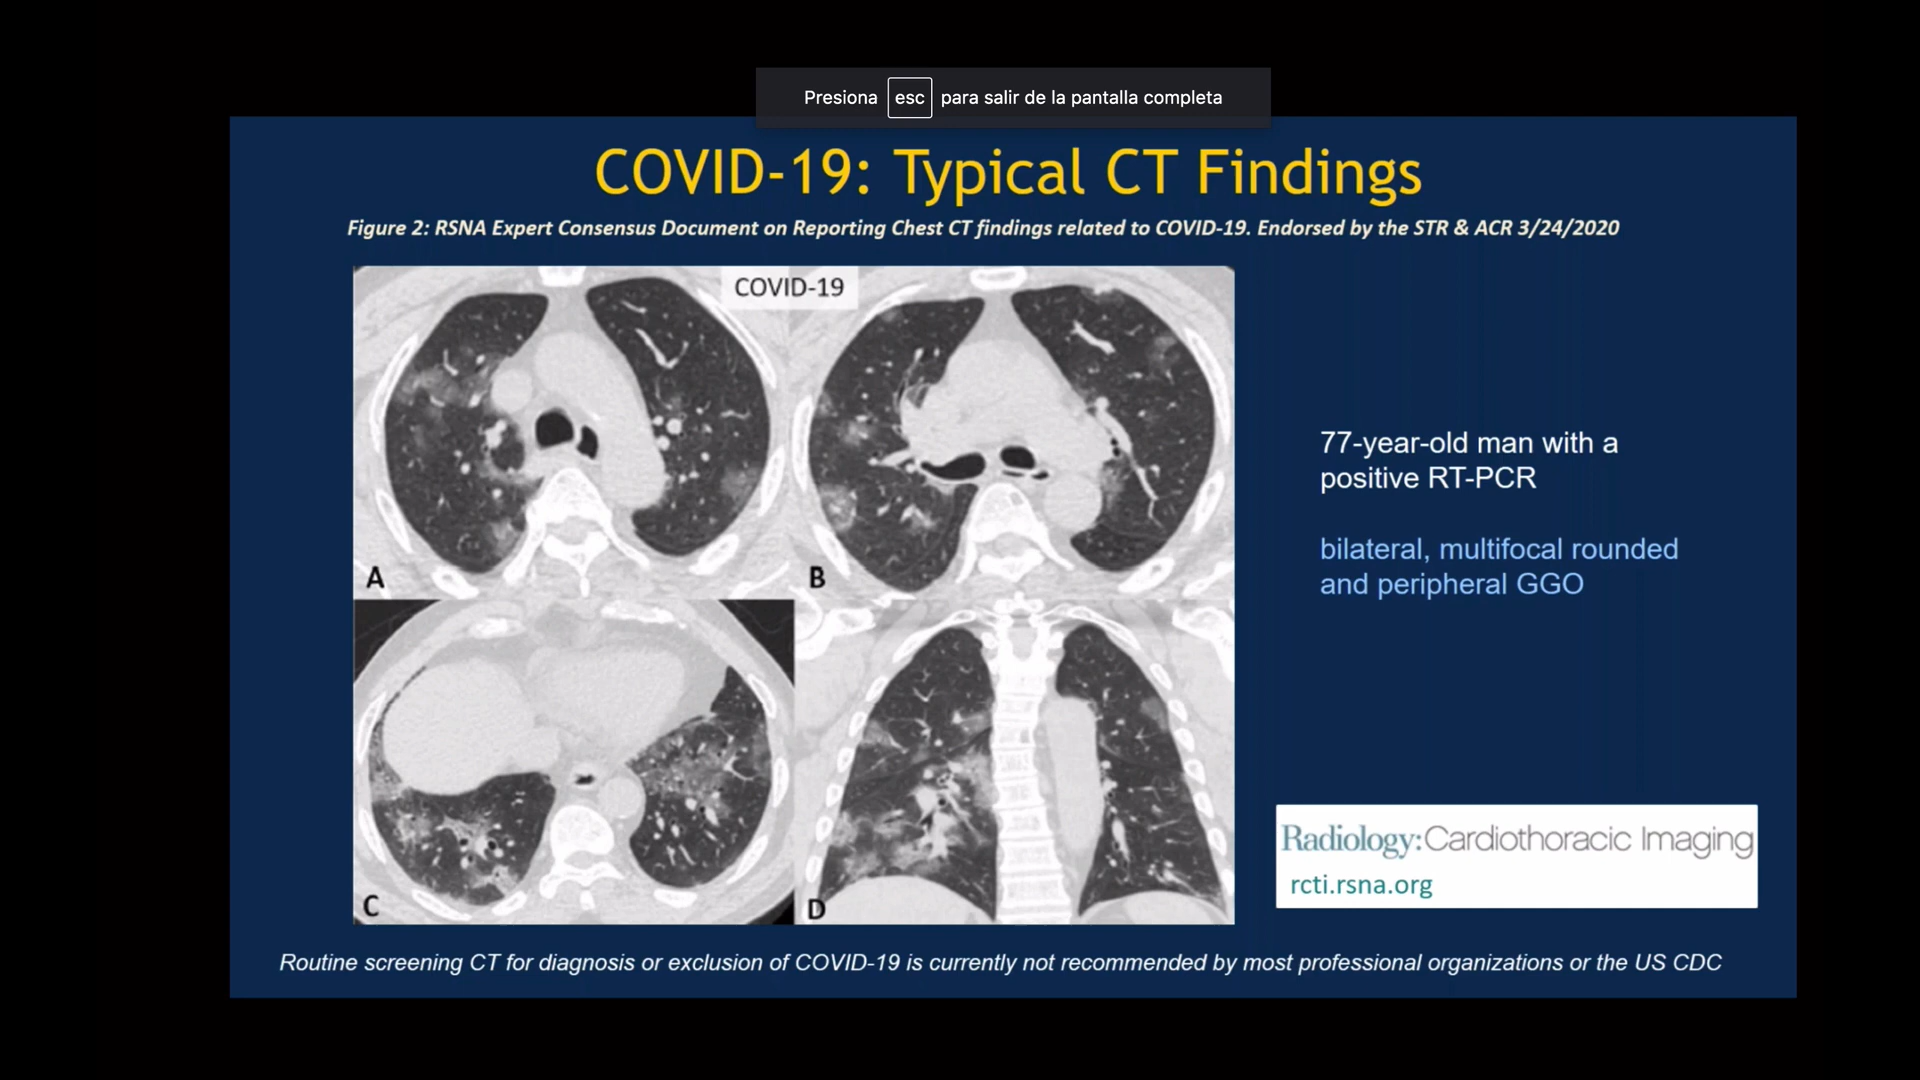 Presiona esc para salir de la pantalla completa
COVID-19: Typical CT Findings
Figure 2: RSNA Expert Consensus Document on Reporting Chest CT findings related to COVID-19. Endorsed by the STR & ACR 3/24/2020
COVID-19
A
B
C
D
77-year-old man with a
positive RT-PCR
bilateral, multifocal rounded
and peripheral GGO
Radiology: Cardiothoracic Imaging
rcti.rsna.org
Routine screening CT for diagnosis or exclusion of COVID-19 is currently not recommended by most professional organizations or the US CDC